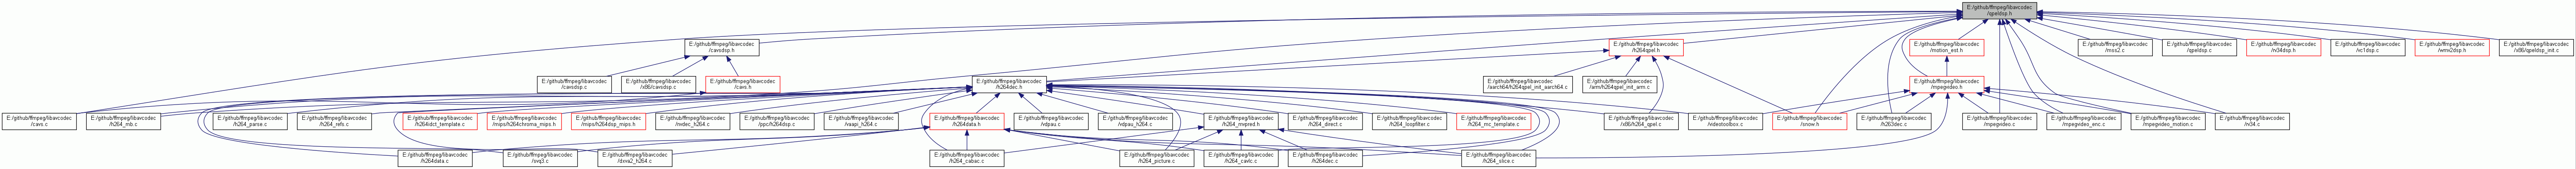 E:/github/ffmpeg/libavcodec
/qpeldsp.h
E:/github/ffmpeg/libavcodec
/cavsdsp.h
E:/github/ffmpeg/libavcodec
/h264qpel.h
E:/github/ffmpeg/libavcodec
/motion_est.h
E:/github/ffmpeg/libavcodec
/mss2.c
E:/github/ffmpeg/libavcodec
/qpeldsp.c
E:/github/ffmpeg/libavcodec
/rv34dsp.h
E:/github/ffmpeg/libavcodec
/vc1dsp.c
E:/github/ffmpeg/libavcodec
/wmv2dsp.h
E:/github/ffmpeg/libavcodec
/x86/qpeldsp_init.c
E:/github/ffmpeg/libavcodec
/cavsdsp.c
E:/github/ffmpeg/libavcodec
/x86/cavsdsp.c
E:/github/ffmpeg/libavcodec
/cavs.h
E:/github/ffmpeg/libavcodec
/h264dec.h
E:/github/ffmpeg/libavcodec
/aarch64/h264qpel_init_aarch64.c
E:/github/ffmpeg/libavcodec
/arm/h264qpel_init_arm.c
E:/github/ffmpeg/libavcodec
/mpegvideo.h
E:/github/ffmpeg/libavcodec
/cavs.c
E:/github/ffmpeg/libavcodec
/h264_mb.c
E:/github/ffmpeg/libavcodec
/h264_parse.c
E:/github/ffmpeg/libavcodec
/h264_refs.c
E:/github/ffmpeg/libavcodec
/h264idct_template.c
E:/github/ffmpeg/libavcodec
/mips/h264chroma_mips.h
E:/github/ffmpeg/libavcodec
/mips/h264dsp_mips.h
E:/github/ffmpeg/libavcodec
/nvdec_h264.c
E:/github/ffmpeg/libavcodec
/ppc/h264dsp.c
E:/github/ffmpeg/libavcodec
/vaapi_h264.c
E:/github/ffmpeg/libavcodec
/h264data.h
E:/github/ffmpeg/libavcodec
/vdpau.c
E:/github/ffmpeg/libavcodec
/vdpau_h264.c
E:/github/ffmpeg/libavcodec
/h264_mvpred.h
E:/github/ffmpeg/libavcodec
/h264_direct.c
E:/github/ffmpeg/libavcodec
/h264_loopfilter.c
E:/github/ffmpeg/libavcodec
/h264_mc_template.c
E:/github/ffmpeg/libavcodec
/x86/h264_qpel.c
E:/github/ffmpeg/libavcodec
/videotoolbox.c
E:/github/ffmpeg/libavcodec
/snow.h
E:/github/ffmpeg/libavcodec
/h263dec.c
E:/github/ffmpeg/libavcodec
/mpegvideo.c
E:/github/ffmpeg/libavcodec
/mpegvideo_enc.c
E:/github/ffmpeg/libavcodec
/mpegvideo_motion.c
E:/github/ffmpeg/libavcodec
/rv34.c
E:/github/ffmpeg/libavcodec
/h264data.c
E:/github/ffmpeg/libavcodec
/svq3.c
E:/github/ffmpeg/libavcodec
/dxva2_h264.c
E:/github/ffmpeg/libavcodec
/h264_cabac.c
E:/github/ffmpeg/libavcodec
/h264_picture.c
E:/github/ffmpeg/libavcodec
/h264_cavlc.c
E:/github/ffmpeg/libavcodec
/h264dec.c
E:/github/ffmpeg/libavcodec
/h264_slice.c